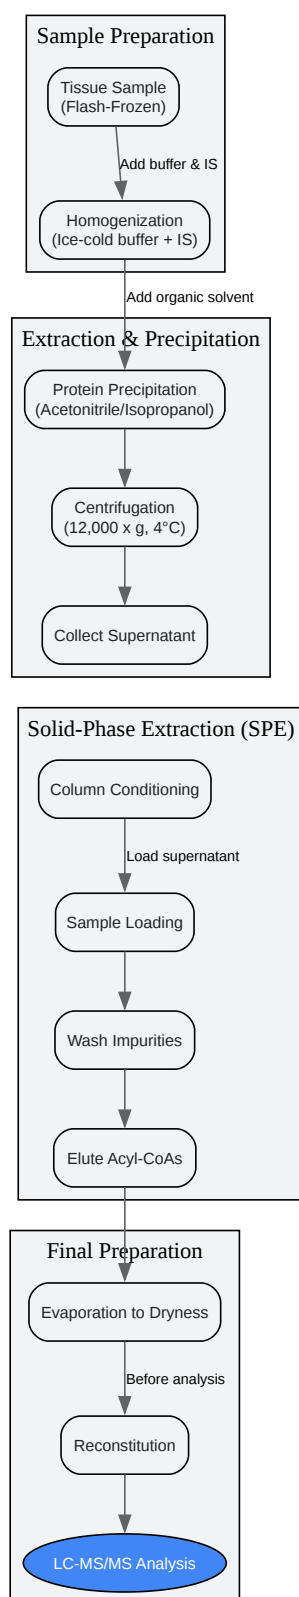 Sample Preparation
Tissue Sample
(Flash-Frozen)
Add buffer & IS
Homogenization
(Ice-cold buffer + IS)
Add organic solvent
Extraction & Precipitation
Protein Precipitation
(Acetonitrile/Isopropanol)
Centrifugation
(12,000 x g, 4°C)
Collect Supernatant
Solid-Phase Extraction (SPE)
Column Conditioning
Load supernatant
Sample Loading
Wash Impurities
Elute Acyl-CoAs
Final Preparation
Evaporation to Dryness
Before analysis
Reconstitution
LC-MS/MS Analysis